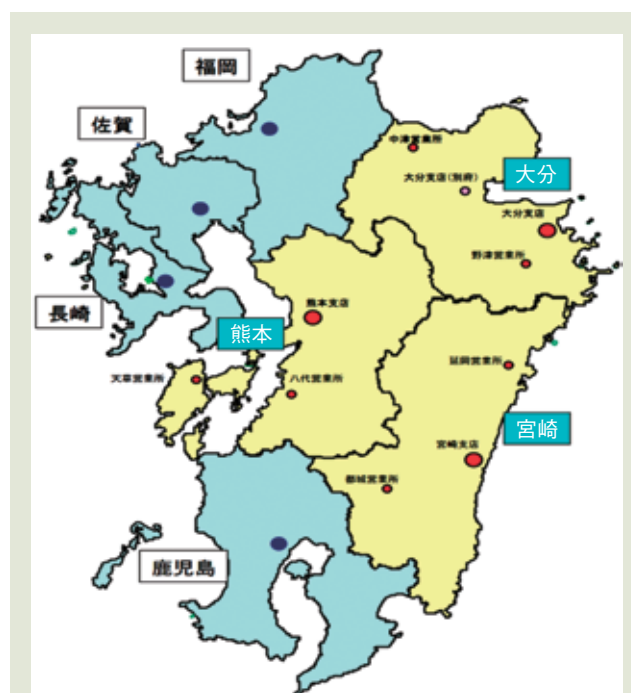 福岡
佐賀
中津営業所
大分支店(別府)
大分
大分支店
野津営業所
長崎
熊本支店
熊本
延岡営業所
天草営業所
八代営業所
宮崎
宮崎支店
都城営業所
鹿児島